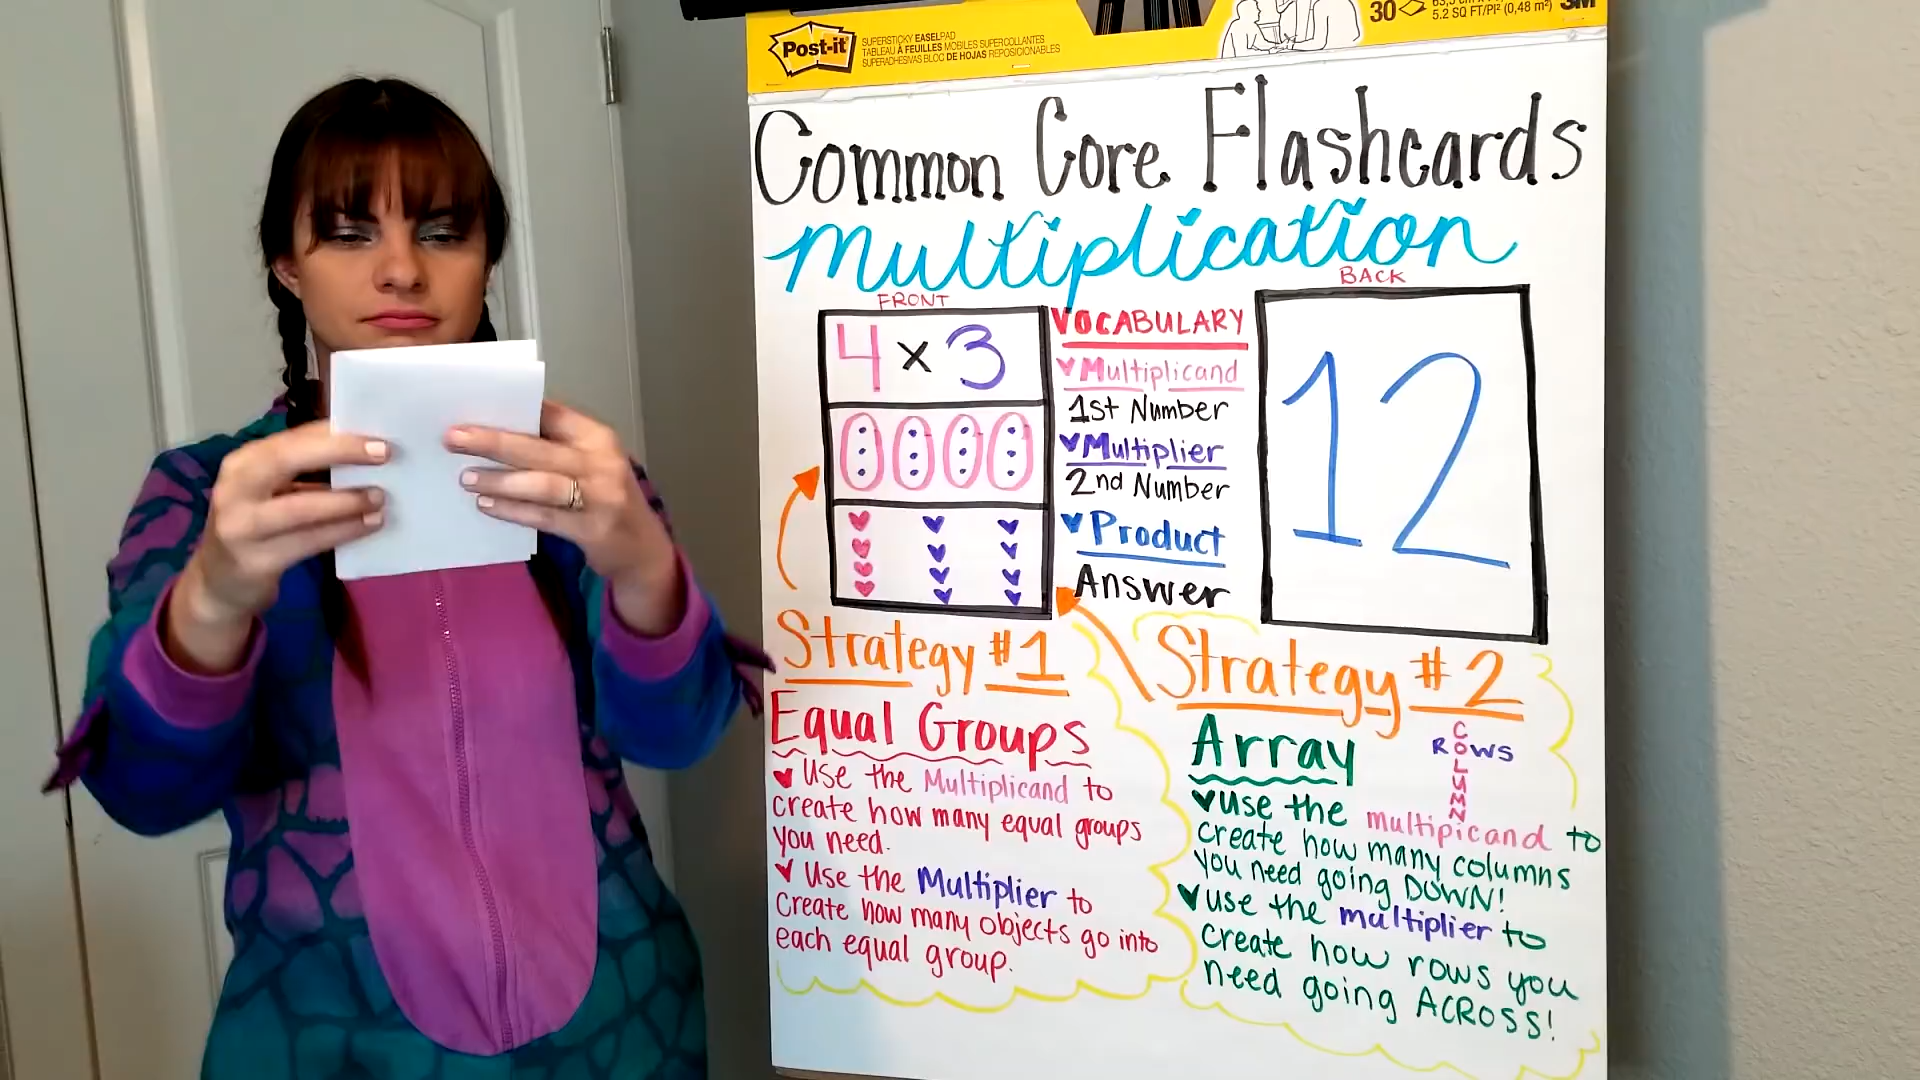 Post-it
SUPERSTICKY EASEL PAD
TABLEAU À FEUILLES MOBILES SUPERCOLLANTES
SUPERADHESIVAS BLOC DE HOJAS REPOSICIONABLES
30
5.2 SQ FT/PI² (0,48 m²)
3M
Common Core Flashcards
Multiplication
FRONT
4 x 3
VOCABULARY
Multiplicand
1st Number
Multiplier
2nd Number
Product
Answer
BACK
12
Strategy #1
Equal Groups
Use the Multiplicand to
create how many equal groups
you need.
Use the Multiplier to
Create how many objects go into
each equal group.
Strategy #2
Array
ROWS
COLUMN
use the multipicand to
create how many columns
you need going DOWN!
use the multiplier to
create how rows you
need going ACROSS!